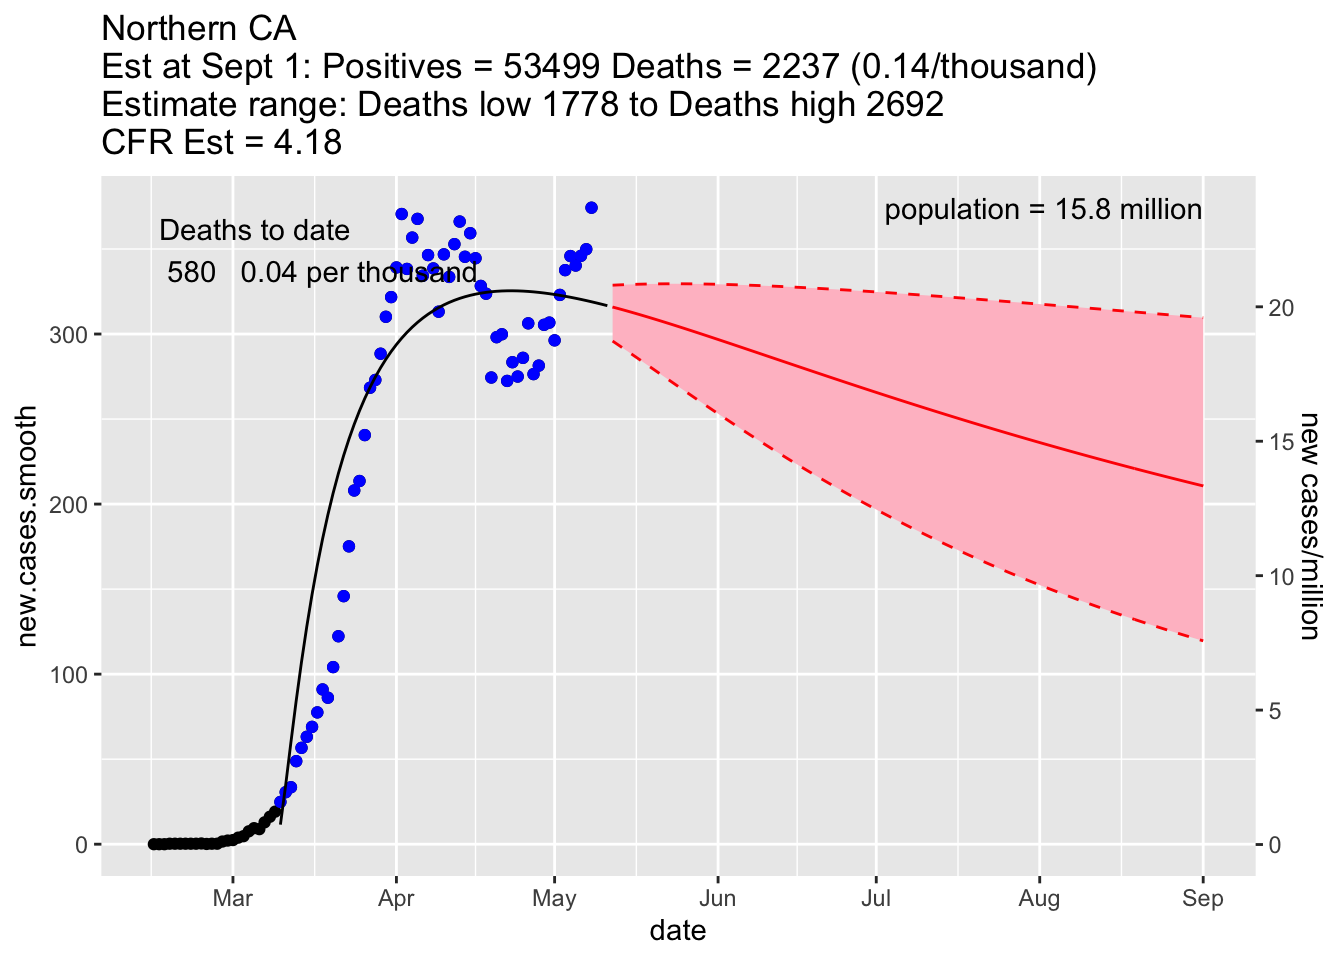 Northern CA
Est at Sept 1: Positives = 53499 Deaths = 2237 (0.14/thousand)
Estimate range: Deaths low 1778 to Deaths high 2692
CFR Est = 4.18
Deaths to date
580 0.04 per thousand
population = 15.8 million
new.cases.smooth
300
200
100
0
20
15
10
5
0
new cases/million
Mar Apr May Jun Jul Aug Sep
date